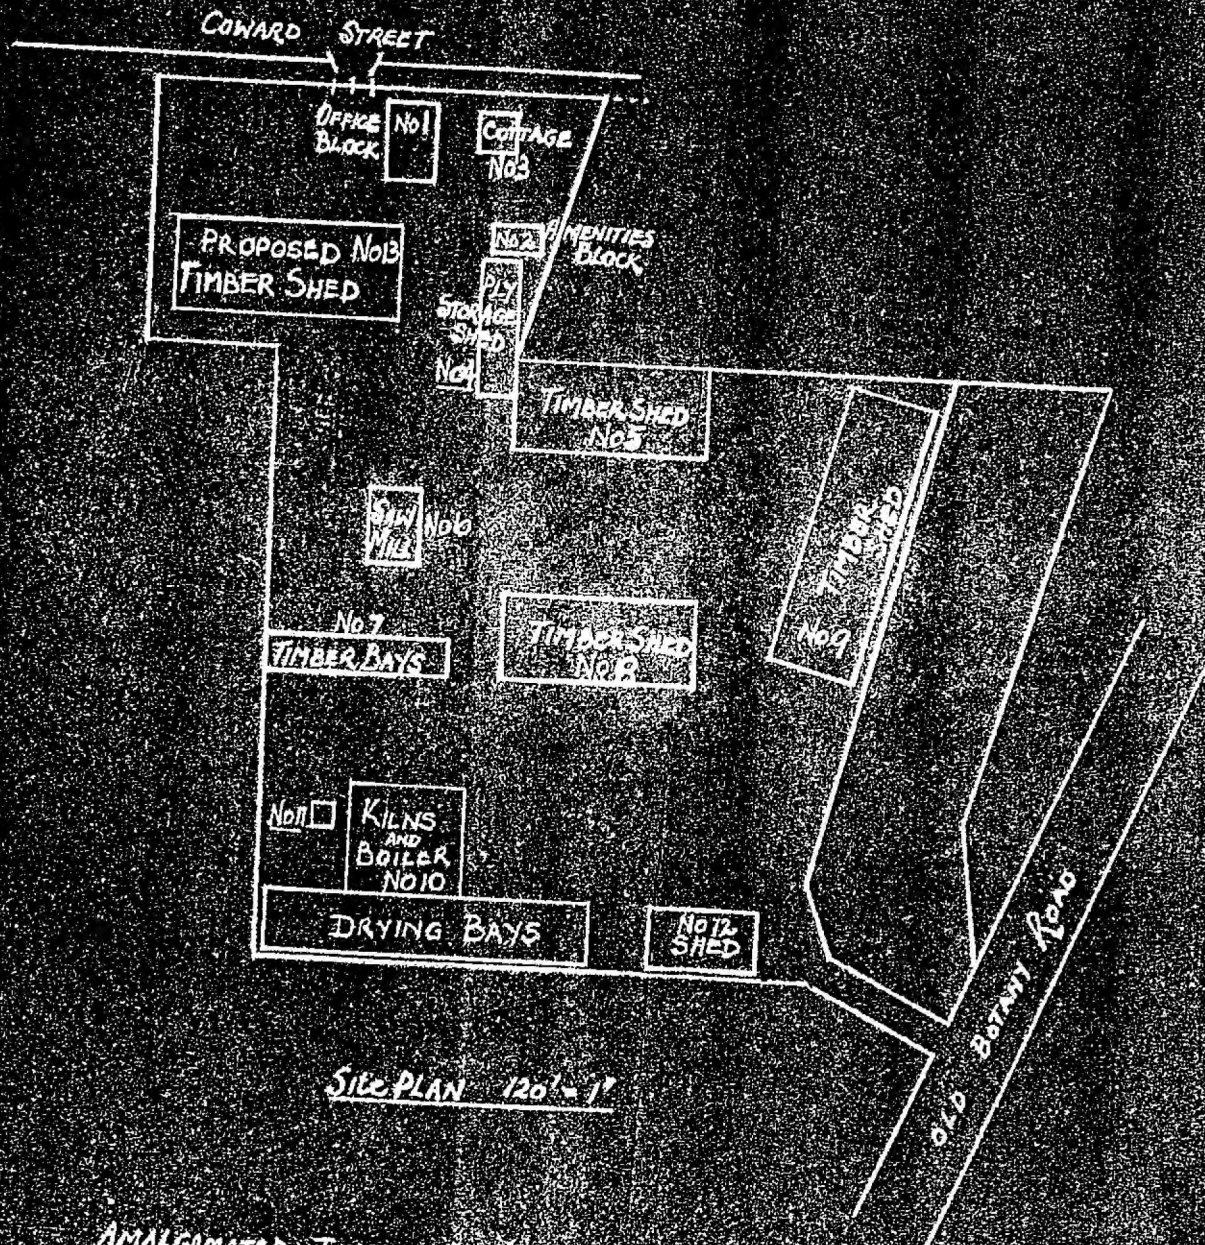 COWARD STREET
OFFICE
BLOCK
No1
COTTAGE
No3
PROPOSED No13
TIMBER SHED
No2
AMENITIES
BLOCK
PLY
STORAGE
SHED
No4
TIMBER SHED
No5
SAW
MILL
No6
TIMBER
SHED
No9
No7
TIMBER BAYS
TIMBER SHED
No8
No11
KILNS
AND
BOILER
No10
DRYING BAYS
No12
SHED
OLD BOTANY ROAD
SITE PLAN 120' = 1"
AMALGAMATED